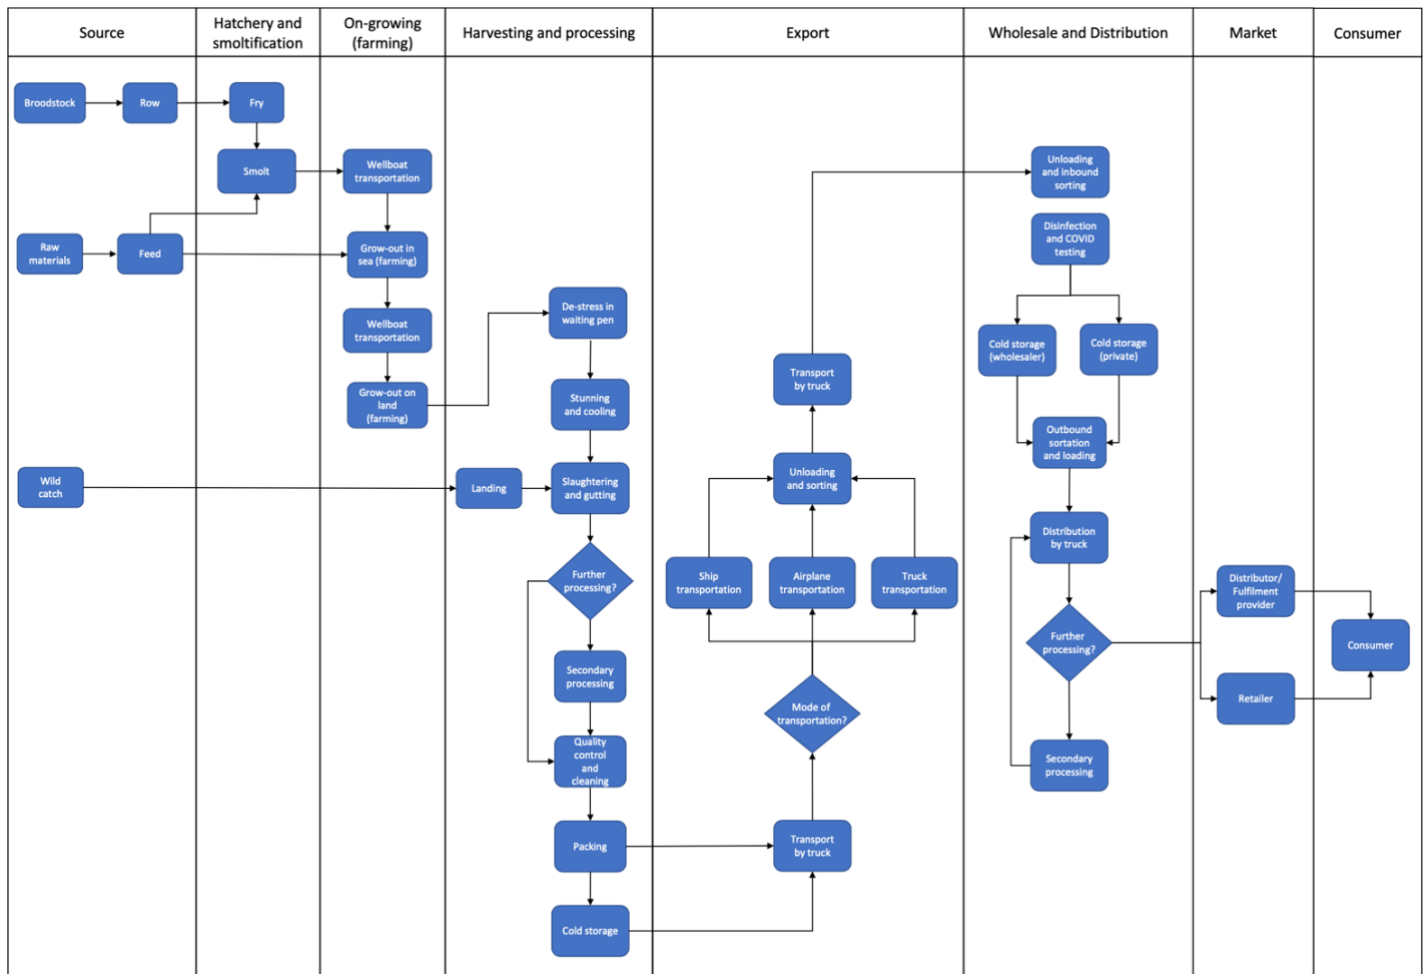 Source
Hatchery and
smoltification
On-growing
(farming)
Harvesting and processing
Export
Wholesale and Distribution
Market
Consumer
Broodstock
Row
Fry
Smolt
Raw
materials
Feed
Wellboat
transportation
Grow-out in
sea (farming)
Wellboat
transportation
Grow-out on
land
(farming)
Wild
catch
Landing
De-stress in
waiting pen
Stunning
and cooling
Slaughtering
and gutting
Further
processing?
Secondary
processing
Quality
control
and
cleaning
Packing
Cold storage
Transport
by truck
Mode of
transportation?
Ship
transportation
Airplane
transportation
Truck
transportation
Unloading
and sorting
Transport
by truck
Unloading
and inbound
sorting
Disinfection
and COVID
testing
Cold storage
(wholesaler)
Cold storage
(private)
Outbound
sortation
and loading
Distribution
by truck
Further
processing?
Secondary
processing
Distributor/
Fulfilment
provider
Retailer
Consumer